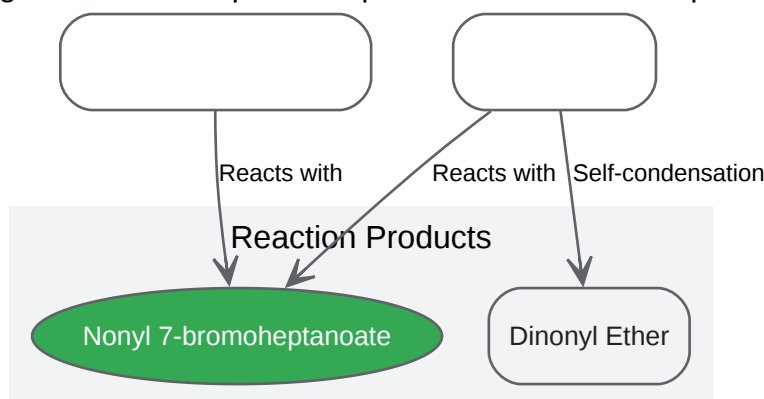 Reacts with
Reacts with
Self-condensation
Reaction Products
Nonyl 7-bromoheptanoate
Dinonyl Ether